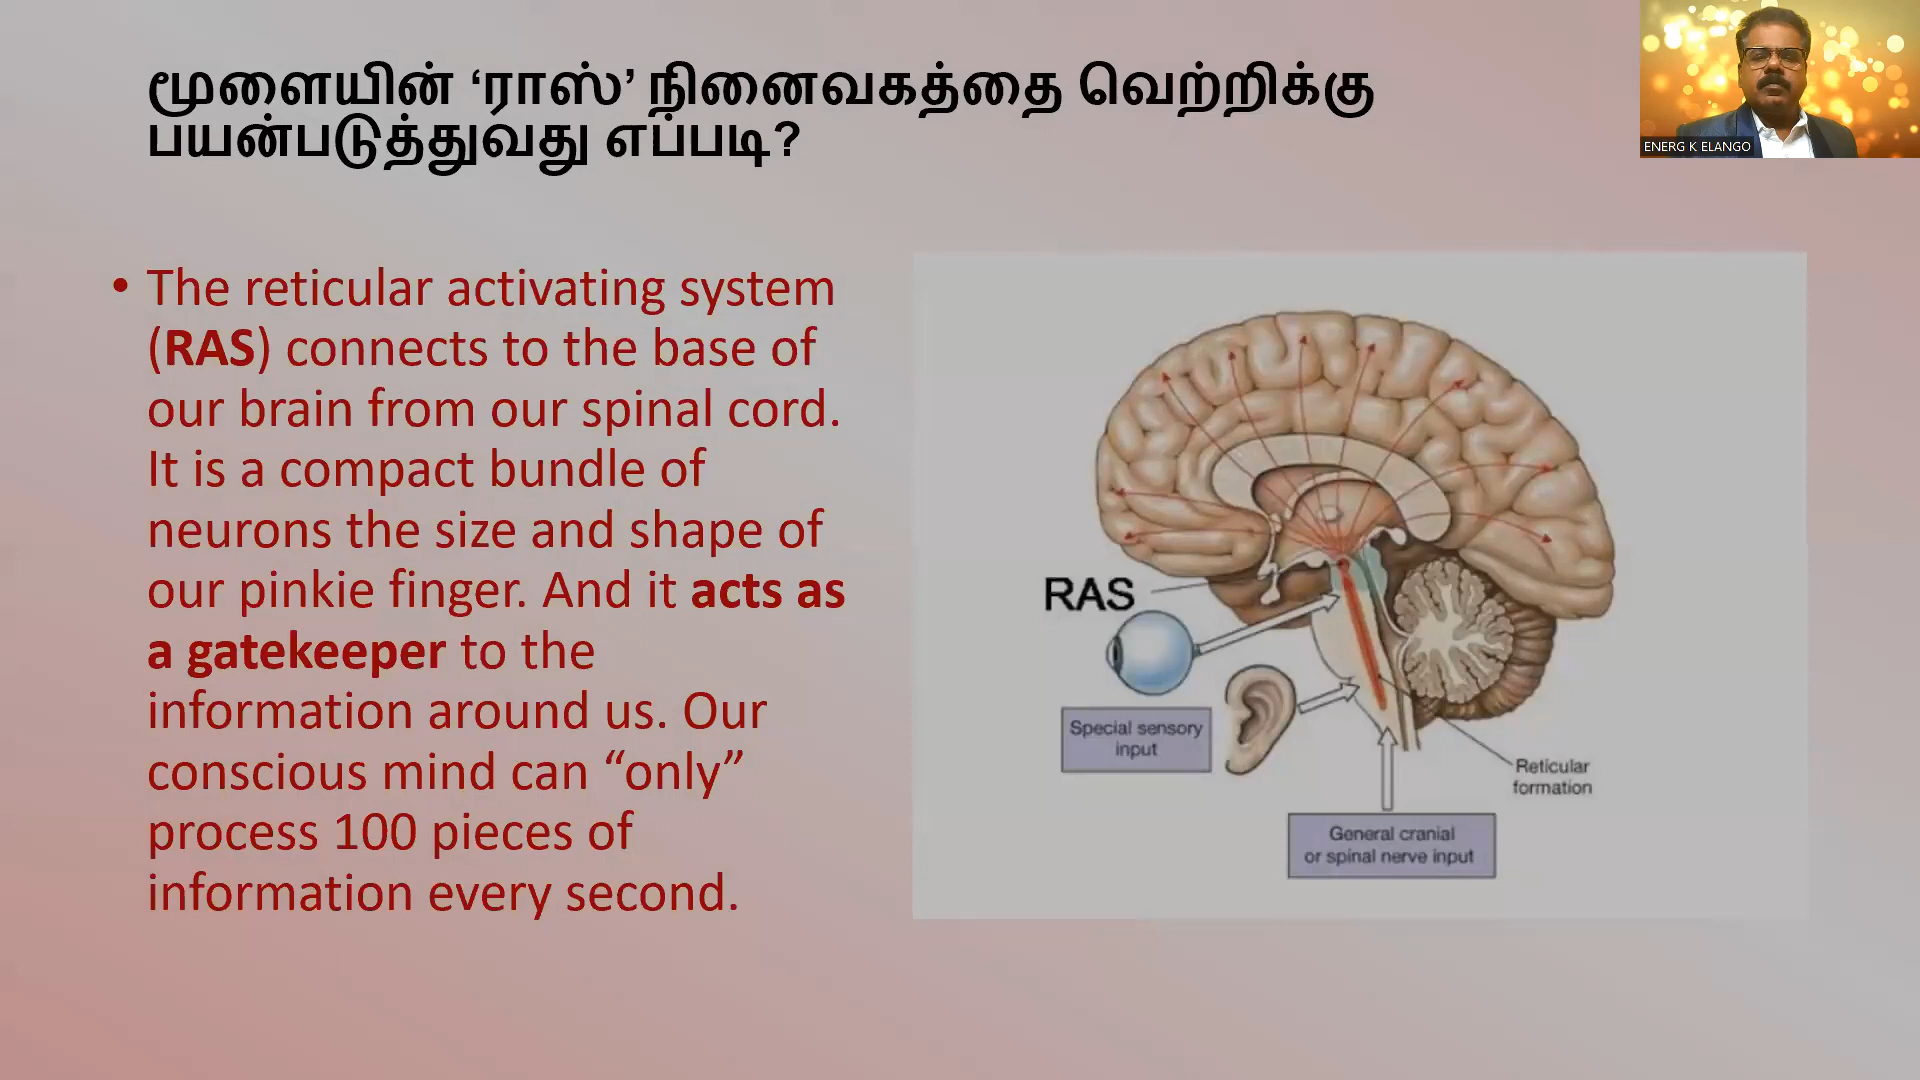 மூளையின் ‘ராஸ்’ நினைவகத்தை வெற்றிக்கு
பயன்படுத்துவது எப்படி?
ENERG K ELANGO
• The reticular activating system
(RAS) connects to the base of
our brain from our spinal cord.
It is a compact bundle of
neurons the size and shape of
our pinkie finger. And it acts as
a gatekeeper to the
information around us. Our
conscious mind can “only”
process 100 pieces of
information every second.
RAS
Special sensory
input
Reticular
formation
General cranial
or spinal nerve input